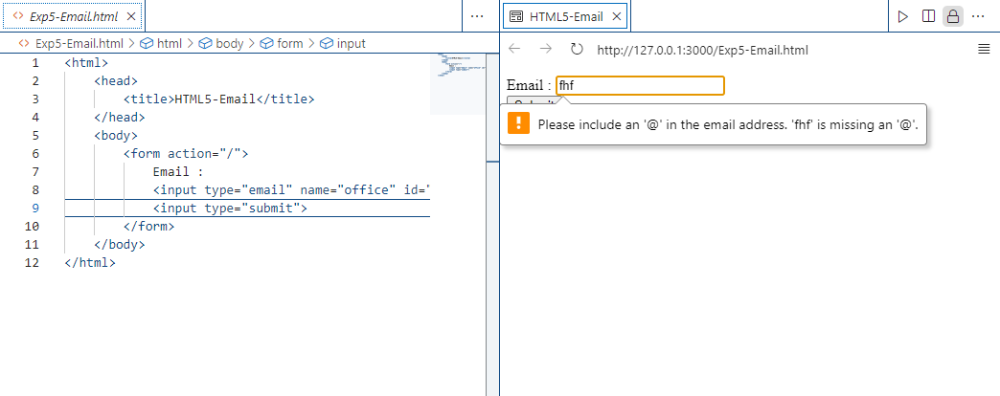 Exp5-Email.html
Exp5-Email.html > html > body > form > input
1 <html>
2 <head>
3 <title>HTML5-Email</title>
4 </head>
5 <body>
6 <form action="/">
7 Email :
8 <input type="email" name="office" id="
9 <input type="submit">
10 </form>
11 </body>
12 </html>
HTML5-Email
http://127.0.0.1:3000/Exp5-Email.html
Email : fhf
Submit
Please include an '@' in the email address. 'fhf' is missing an '@'.